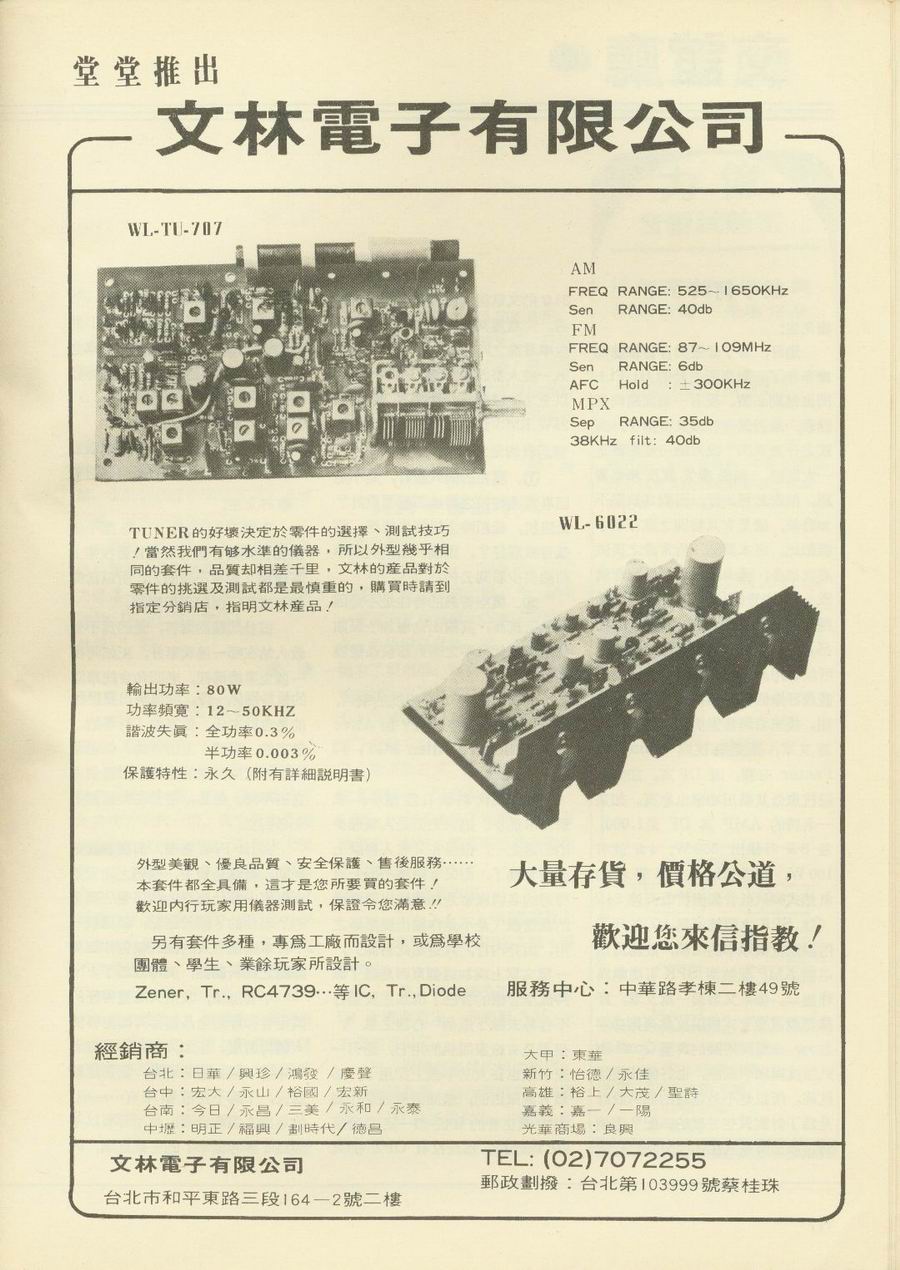 堂堂推出
文林電子有限公司
WL-TU-707
AM
FREQ RANGE: 525~1650KHz
Sen RANGE: 40db
FM
FREQ RANGE: 87~109MHz
Sen RANGE: 6db
AFC Hold : ±300KHz
MPX
Sep RANGE: 35db
38KHz filt: 40db
TUNER的好壞決定於零件的選擇、測試技巧
！當然我們有够水準的儀器，所以外型幾乎相
同的套件，品質却相差千里，文林的產品對於
零件的挑選及測試都是最慎重的，購買時請到
指定分銷店，指明文林產品！
WL-6022
輸出功率：80W
功率頻寬：12～50KHZ
諧波失眞：全功率0.3％
半功率0.003％
保護特性：永久（附有詳細説明書）
外型美觀、優良品質、安全保護、售後服務……
本套件都全具備，這才是您所要買的套件！
歡迎内行玩家用儀器測試，保證令您滿意！！
另有套件多種，專爲工廠而設計，或爲學校
團體、學生、業餘玩家所設計。
Zener, Tr., RC4739…等IC, Tr.,Diode
大量存貨，價格公道，
歡迎您來信指教！
服務中心：中華路孝棟二樓49號
經銷商：
台北：日華／興珍／鴻發／慶聲
台中：宏大／永山／裕國／宏新
台南：今日／永昌／三美／永和／永泰
中壢：明正／福興／劃時代／德昌
大甲：東華
新竹：怡德／永佳
高雄：裕上／大茂／聖詩
嘉義：嘉一／一陽
光華商場：良興
文林電子有限公司
台北市和平東路三段164—2號二樓
TEL: (02)7072255
郵政劃撥：台北第103999號蔡桂珠